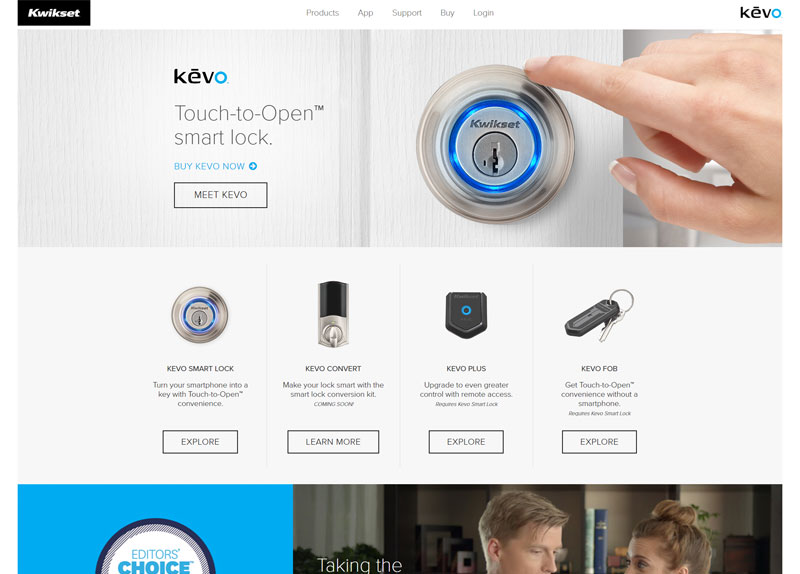 Kwikset
Products App Support Buy Login
kēvo
kēvo
Touch-to-Open™
smart lock.
BUY KEVO NOW
MEET KEVO
Kwikset
KEVO SMART LOCK
Turn your smartphone into a
key with Touch-to-Open™
convenience.
EXPLORE
KEVO CONVERT
Make your lock smart with the
smart lock conversion kit.
COMING SOON!
LEARN MORE
Kwikset
KEVO PLUS
Upgrade to even greater
control with remote access.
Requires Kevo Smart Lock
EXPLORE
KEVO FOB
Get Touch-to-Open™
convenience without a
smartphone.
Requires Kevo Smart Lock
EXPLORE
EDITORS'
CHOICE
Taking the